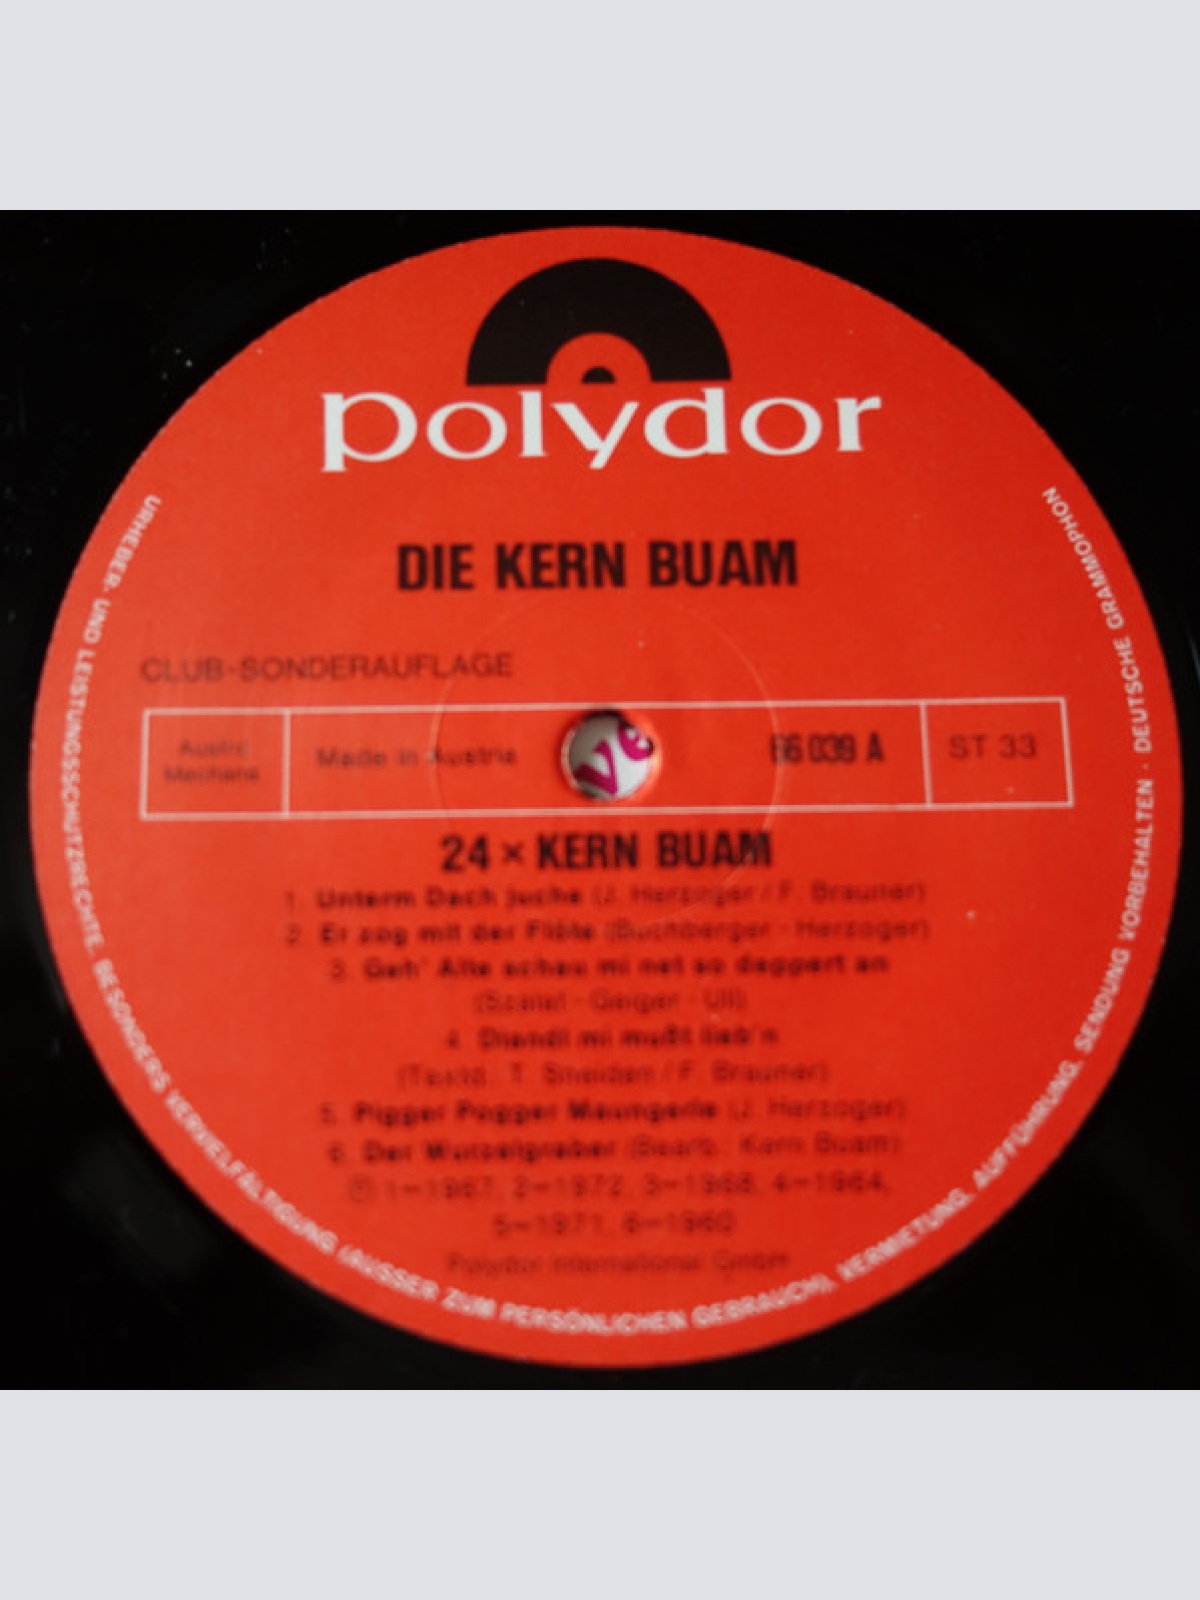 polydor
DIE KERN BUAM
CLUB-SONDERAUFLAGE
Austro
Mechana
Made in Austria
66 039 A
ST 33
24 × KERN BUAM
1. Unterm Dach juche (J. Herzoger / F. Brauner)
2. Er zog mit der Flöte (Buchberger - Herzoger)
3. Geh' Alte schau mi net so deppert an
Geiger - Ull)
4. Diandl mi mußt lieb'n
T. Sneiden / F. Brauner)
5. Pigger Pogger Maungerle (J. Herzoger)
6. Der Wurzelgraber (Bearb.: Kern Buam)
Ⓟ 1–1967, 2–1972, 3–1968, 4–1964,
5–1971, 6–1960
Polydor International GmbH
URHEBER- UND LEISTUNGSSCHUTZRECHTE, BESONDERS VERVIELFÄLTIGUNG (AUSSER ZUM PERSÖNLICHEN GEBRAUCH), VERMIETUNG, AUFFÜHRUNG, SENDUNG VORBEHALTEN · DEUTSCHE GRAMMOPHON
ve